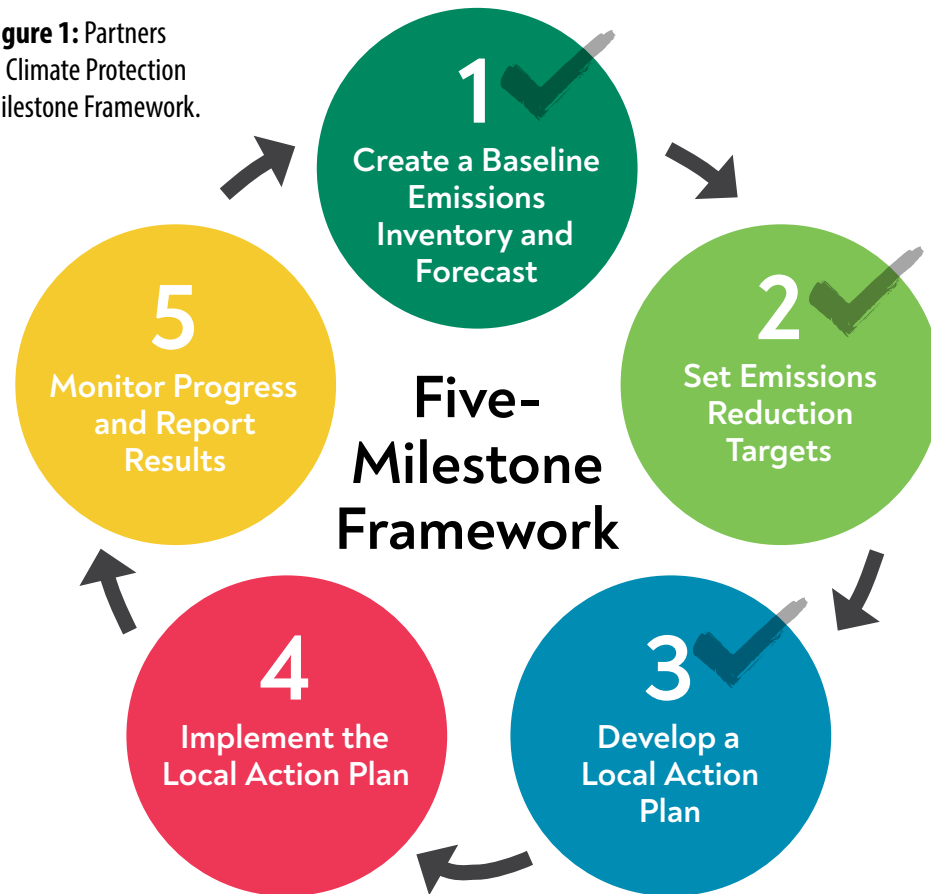 gure 1: Partners
Climate Protection
ilestone Framework.
1
Create a Baseline
Emissions
Inventory and
Forecast
2
Set Emissions
Reduction
Targets
3
Develop a
Local Action
Plan
4
Implement the
Local Action Plan
5
Monitor Progress
and Report
Results
Five-
Milestone
Framework